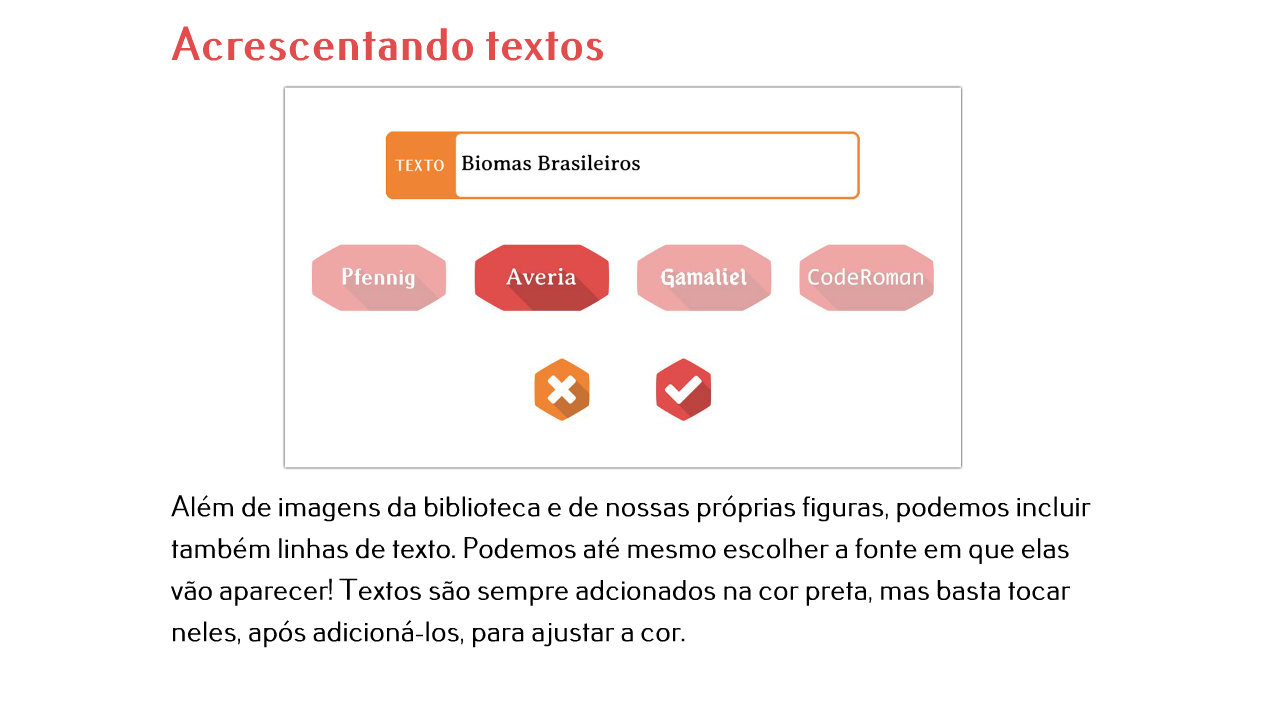 Acrescentando textos
TEXTO Biomas Brasileiros
Pfennig Averia Gamaliel CodeRoman
Além de imagens da biblioteca e de nossas próprias figuras, podemos incluir
também linhas de texto. Podemos até mesmo escolher a fonte em que elas
vão aparecer! Textos são sempre adcionados na cor preta, mas basta tocar
neles, após adicioná-los, para ajustar a cor.